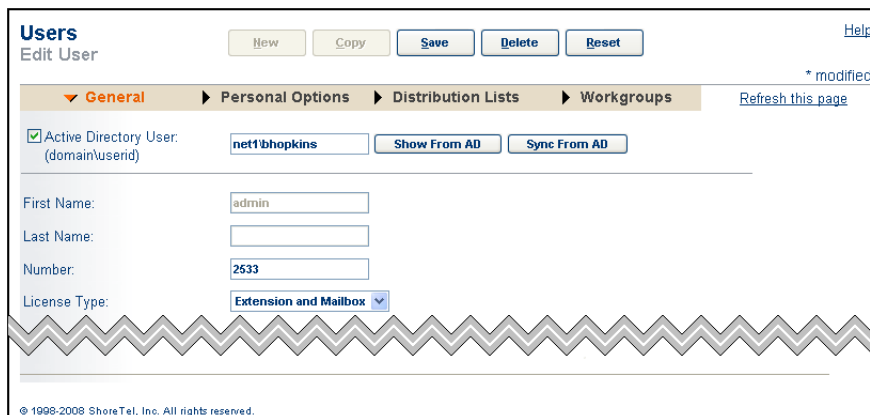 Users
Edit User
New Copy Save Delete Reset
Help
* modified
General Personal Options Distribution Lists Workgroups
Refresh this page
Active Directory User:
(domain\userid)
net1\bhopkins Show From AD Sync From AD
First Name: admin
Last Name:
Number: 2533
License Type: Extension and Mailbox
© 1998-2008 ShoreTel, Inc. All rights reserved.